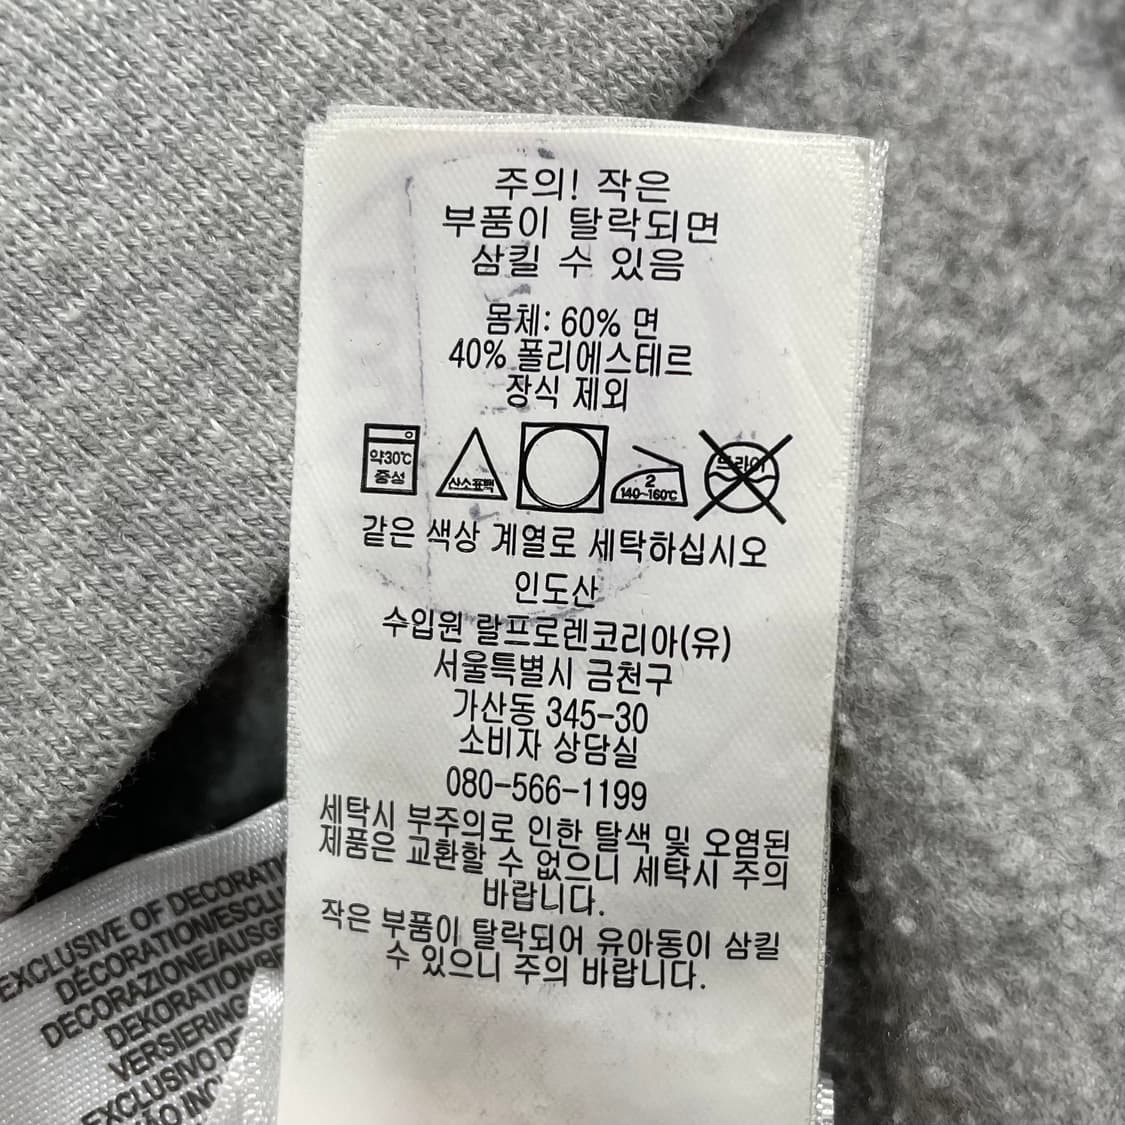 주의! 작은
부품이 탈락되면
삼킬 수 있음
몸체: 60% 면
40% 폴리에스테르
장식 제외
약30℃
중성
산소표백
2
140~160℃
드라이
같은 색상 계열로 세탁하십시오
인도산
수입원 랄프로렌코리아(유)
서울특별시 금천구
가산동 345-30
소비자 상담실
080-566-1199
세탁시 부주의로 인한 탈색 및 오염된
제품은 교환할 수 없으니 세탁시 주의
바랍니다.
작은 부품이 탈락되어 유아동이 삼킬
수 있으니 주의 바랍니다.
EXCLUSIVE OF DECORATI
DÉCORATION/ESCLU
DECORAZIONE/AUSGE
DEKORATION/BE
VERSIERING
EXCLUSIVO DE
ÃO INC